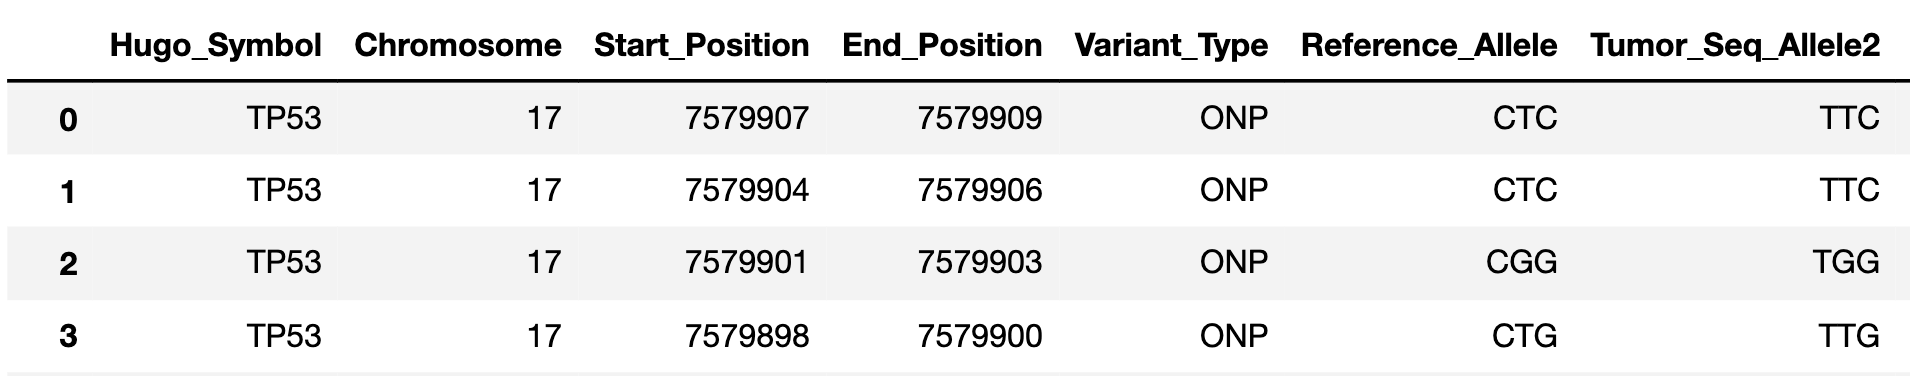 Hugo_Symbol Chromosome Start_Position End_Position Variant_Type Reference_Allele Tumor_Seq_Allele2
0 TP53 17 7579907 7579909 ONP CTC TTC
1 TP53 17 7579904 7579906 ONP CTC TTC
2 TP53 17 7579901 7579903 ONP CGG TGG
3 TP53 17 7579898 7579900 ONP CTG TTG